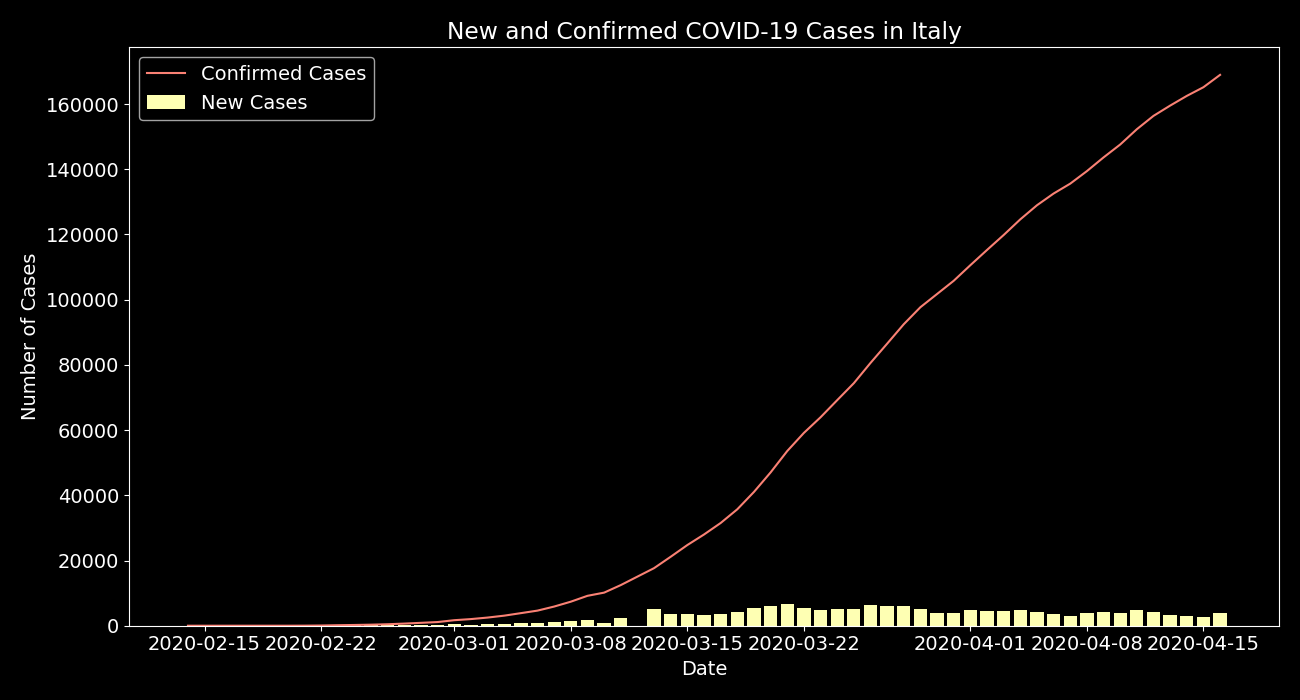 New and Confirmed COVID-19 Cases in Italy
Confirmed Cases
New Cases
160000
140000
120000
100000
80000
60000
40000
20000
0
Number of Cases
2020-02-15 2020-02-22 2020-03-01 2020-03-08 2020-03-15 2020-03-22 2020-04-01 2020-04-08 2020-04-15
Date